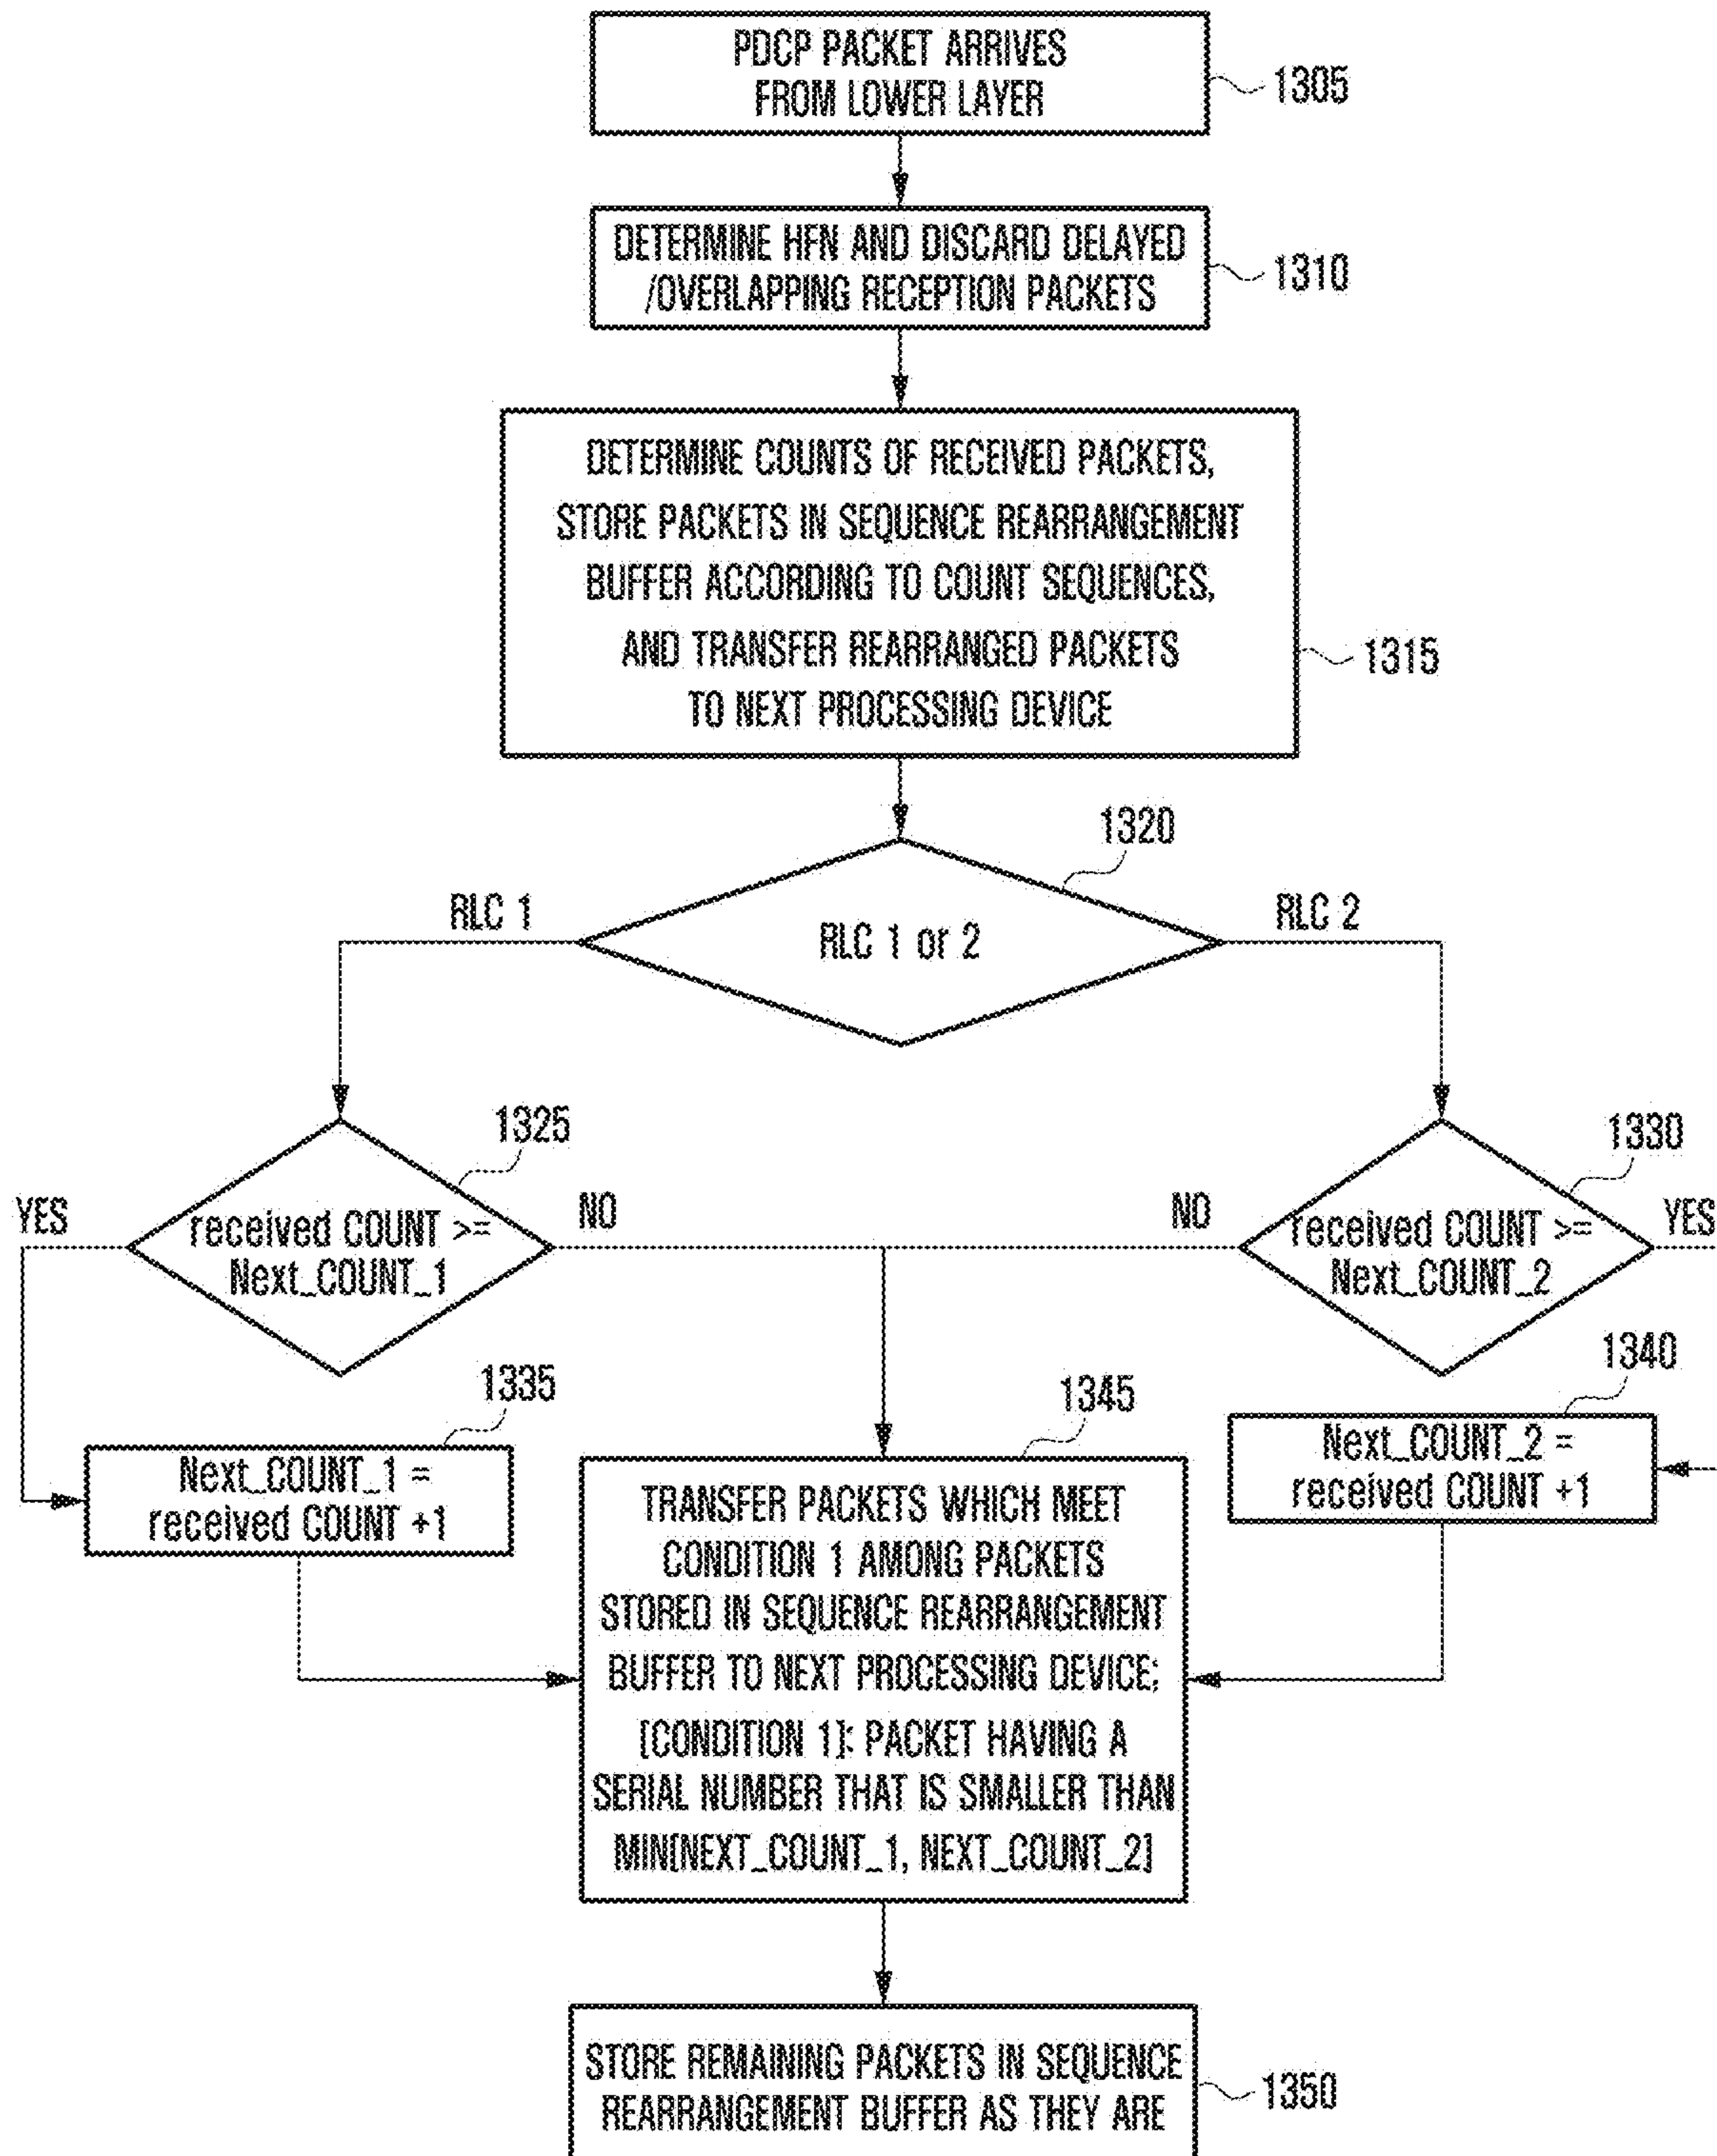 PDCP PACKET ARRIVES
FROM LOWER LAYER
1305
DETERMINE HFN AND DISCARD DELAYED
/OVERLAPPING RECEPTION PACKETS
1310
DETERMINE COUNTS OF RECEIVED PACKETS,
STORE PACKETS IN SEQUENCE REARRANGEMENT
BUFFER ACCORDING TO COUNT SEQUENCES,
AND TRANSFER REARRANGED PACKETS
TO NEXT PROCESSING DEVICE
1315
1320
RLC 1
RLC 1 or 2
RLC 2
1325
1330
YES
received COUNT >=
Next_COUNT_1
NO
NO
received COUNT >=
Next_COUNT_2
YES
1335
1345
1340
Next_COUNT_1 =
received COUNT +1
Next_COUNT_2 =
received COUNT +1
TRANSFER PACKETS WHICH MEET
CONDITION 1 AMONG PACKETS
STORED IN SEQUENCE REARRANGEMENT
BUFFER TO NEXT PROCESSING DEVICE;
[CONDITION 1]: PACKET HAVING A
SERIAL NUMBER THAT IS SMALLER THAN
MIN[NEXT_COUNT_1, NEXT_COUNT_2]
STORE REMAINING PACKETS IN SEQUENCE
REARRANGEMENT BUFFER AS THEY ARE
1350